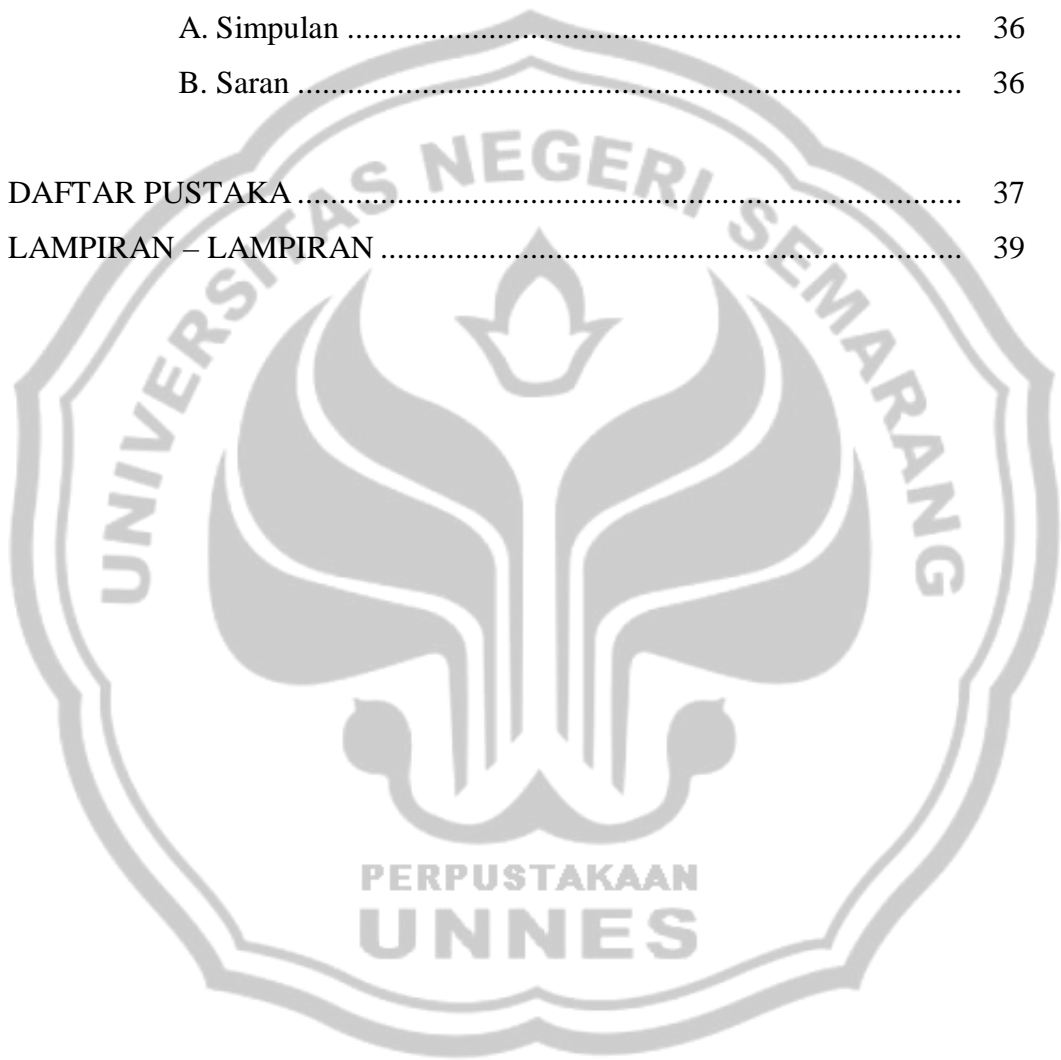 A. Simpulan ............................................................................ 36
B. Saran .................................................................................. 36
DAFTAR PUSTAKA .................................................................................. 37
LAMPIRAN – LAMPIRAN ....................................................................... 39
UNIVERSITAS NEGERI SEMARANG
PERPUSTAKAAN
UNNES